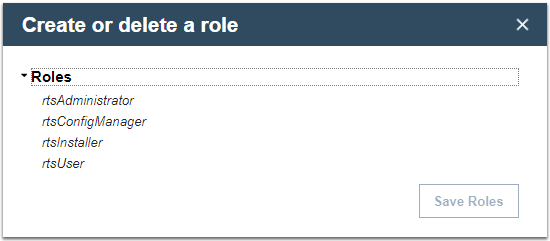 Create or delete a role
Roles
rtsAdministrator
rtsConfigManager
rtsInstaller
rtsUser
Save Roles